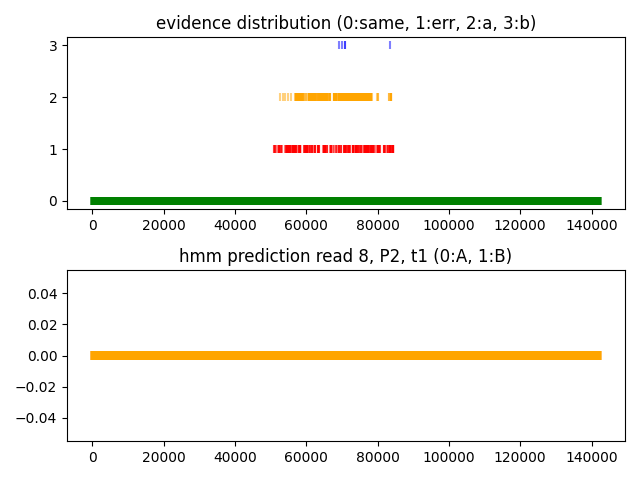 evidence distribution (0:same, 1:err, 2:a, 3:b)
3
2
1
0
0 20000 40000 60000 80000 100000 120000 140000
hmm prediction read 8, P2, t1 (0:A, 1:B)
0.04
0.02
0.00
−0.02
−0.04
0 20000 40000 60000 80000 100000 120000 140000